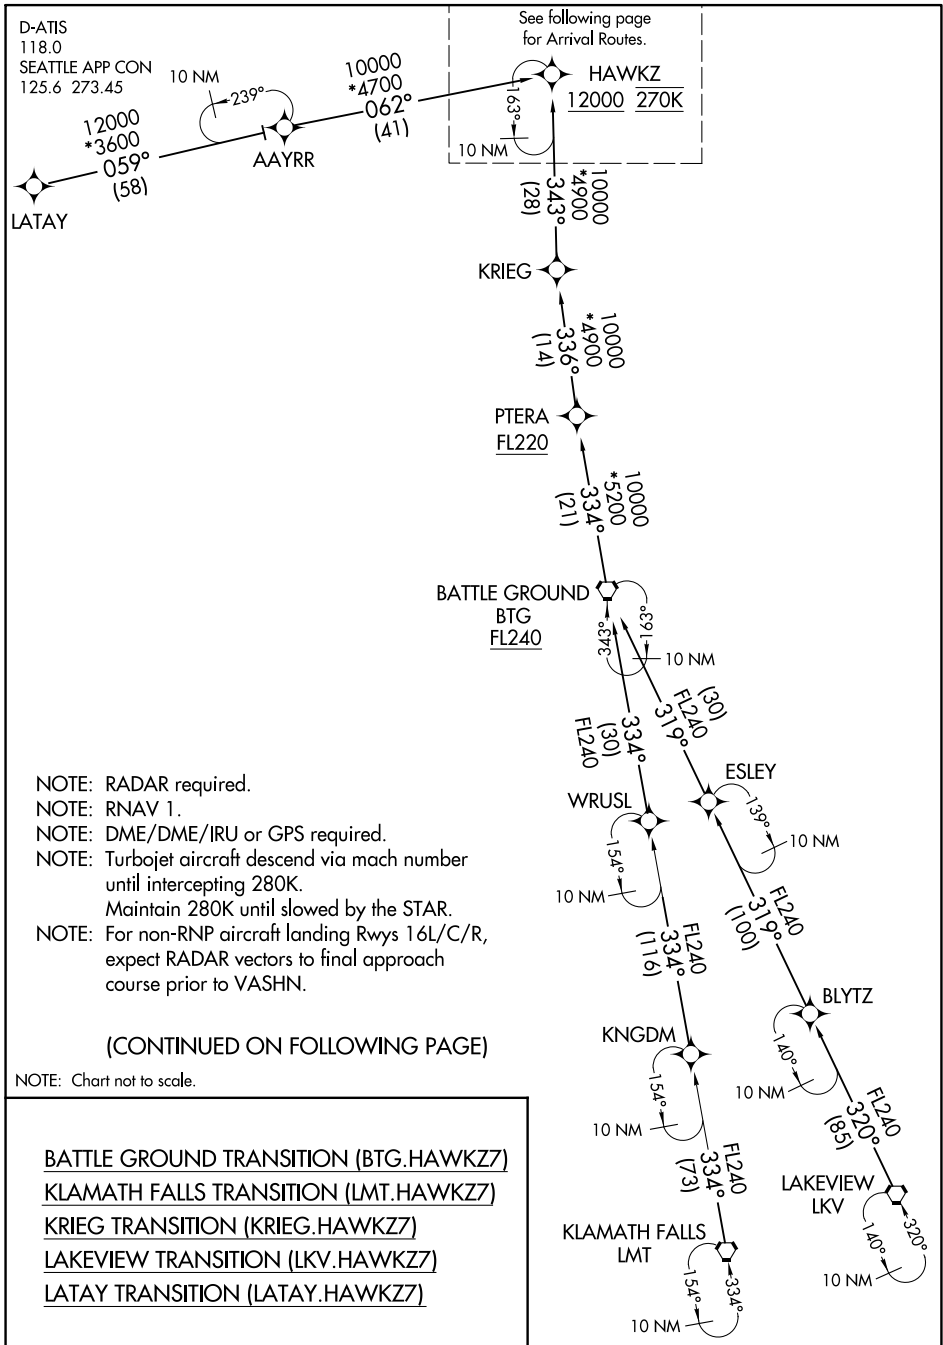 D-ATIS
118.0
SEATTLE APP CON
125.6 273.45
See following page
for Arrival Routes.
HAWKZ
12000 270K
163°
10 NM
10 NM
239°
10000
*4700
062°
(41)
AAYRR
12000
*3600
059°
(58)
LATAY
10000
*4900
343°
(28)
KRIEG
10000
*4900
336°
(14)
PTERA
FL220
10000
*5200
334°
(21)
BATTLE GROUND
BTG
FL240
343°
163°
10 NM
334°
(30)
FL240
(30)
FL240
319°
WRUSL
154°
10 NM
ESLEY
139°
10 NM
FL240
334°
(116)
FL240
319°
(100)
KNGDM
154°
10 NM
BLYTZ
140°
10 NM
FL240
334°
(73)
FL240
320°
(85)
KLAMATH FALLS
LMT
154°
334°
10 NM
LAKEVIEW
LKV
140°
320°
10 NM
NOTE: RADAR required.
NOTE: RNAV 1.
NOTE: DME/DME/IRU or GPS required.
NOTE: Turbojet aircraft descend via mach number
until intercepting 280K.
Maintain 280K until slowed by the STAR.
NOTE: For non-RNP aircraft landing Rwys 16L/C/R,
expect RADAR vectors to final approach
course prior to VASHN.
(CONTINUED ON FOLLOWING PAGE)
NOTE: Chart not to scale.
BATTLE GROUND TRANSITION (BTG.HAWKZ7)
KLAMATH FALLS TRANSITION (LMT.HAWKZ7)
KRIEG TRANSITION (KRIEG.HAWKZ7)
LAKEVIEW TRANSITION (LKV.HAWKZ7)
LATAY TRANSITION (LATAY.HAWKZ7)